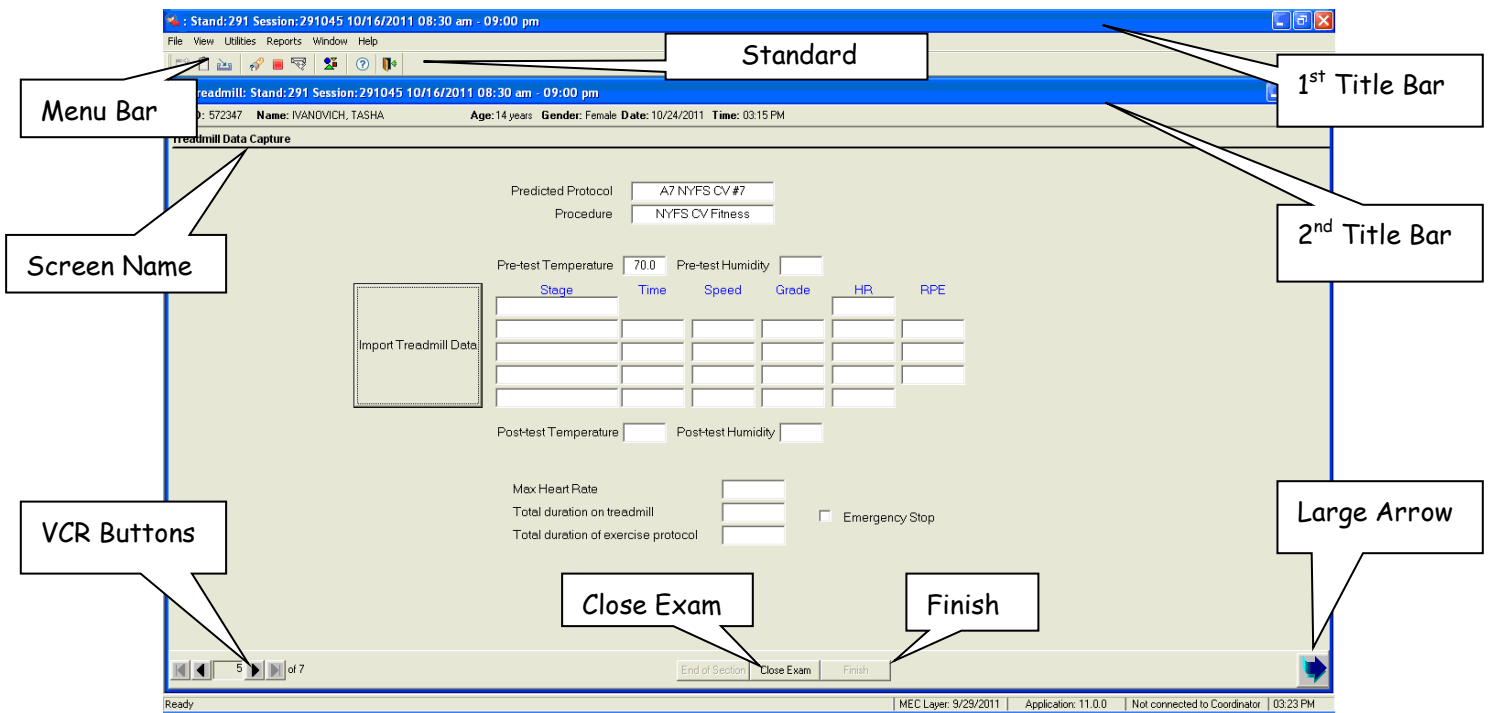 : Stand:291 Session:291045 10/16/2011 08:30 am - 09:00 pm
File View Utilities Reports Window Help
Standard
1st Title Bar
Menu Bar
readmill: Stand:291 Session:291045 10/16/2011 08:30 am - 09:00 pm
D: 572347 Name: IVANOVICH, TASHA Age: 14 years Gender: Female Date: 10/24/2011 Time: 03:15 PM
Treadmill Data Capture
Predicted Protocol A7 NYFS CV #7
Procedure NYFS CV Fitness
2nd Title Bar
Screen Name
Pre-test Temperature 70.0 Pre-test Humidity
Stage Time Speed Grade HR RPE
Import Treadmill Data
Post-test Temperature Post-test Humidity
Max Heart Rate
Total duration on treadmill
Emergency Stop
Total duration of exercise protocol
VCR Buttons
Large Arrow
Close Exam
Finish
5 of 7
End of Section Close Exam Finish
Ready MEC Layer: 9/29/2011 Application: 11.0.0 Not connected to Coordinator 03:23 PM